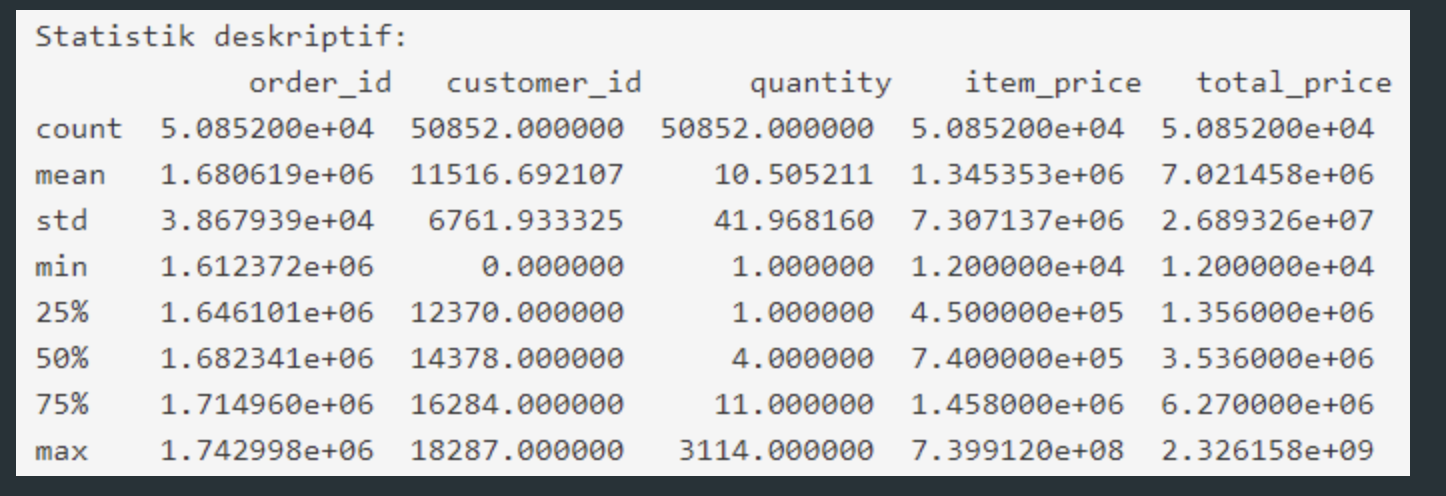 Statistik deskriptif:
order_id customer_id quantity item_price total_price
count 5.085200e+04 50852.000000 50852.000000 5.085200e+04 5.085200e+04
mean 1.680619e+06 11516.692107 10.505211 1.345353e+06 7.021458e+06
std 3.867939e+04 6761.933325 41.968160 7.307137e+06 2.689326e+07
min 1.612372e+06 0.000000 1.000000 1.200000e+04 1.200000e+04
25% 1.646101e+06 12370.000000 1.000000 4.500000e+05 1.356000e+06
50% 1.682341e+06 14378.000000 4.000000 7.400000e+05 3.536000e+06
75% 1.714960e+06 16284.000000 11.000000 1.458000e+06 6.270000e+06
max 1.742998e+06 18287.000000 3114.000000 7.399120e+08 2.326158e+09